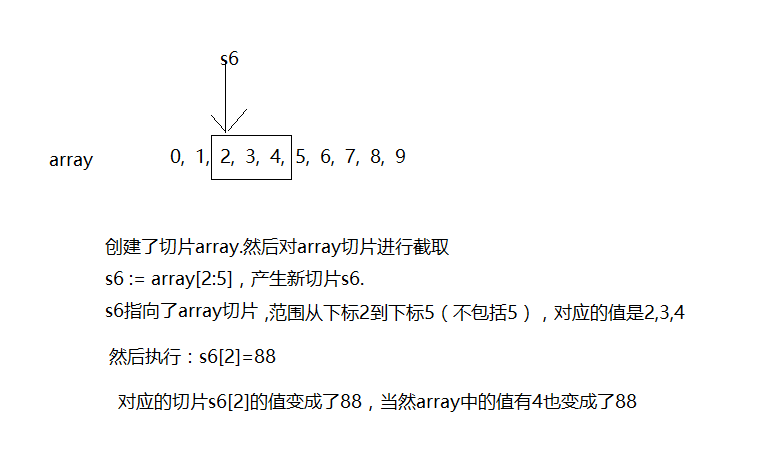 s6
array 0, 1, 2, 3, 4, 5, 6, 7, 8, 9
创建了切片array.然后对array切片进行截取
s6 := array[2:5]，产生新切片s6.
s6指向了array切片 ,范围从下标2到下标5（不包括5），对应的值是2,3,4
然后执行：s6[2]=88
对应的切片s6[2]的值变成了88，当然array中的值有4也变成了88